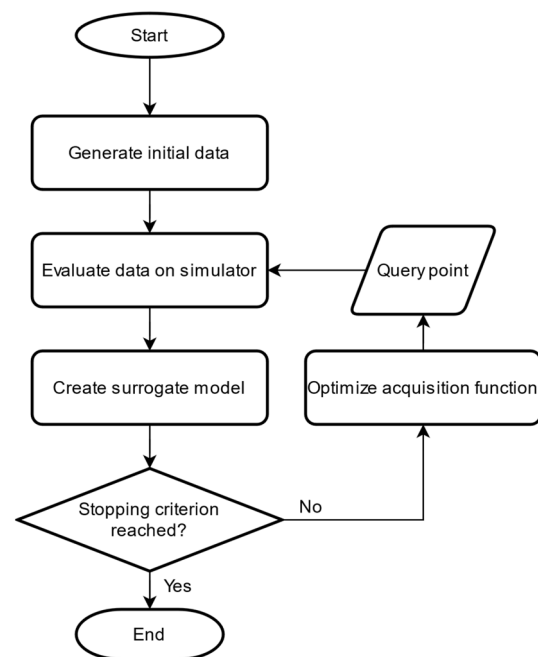 Start
Generate initial data
Evaluate data on simulator
Query point
Create surrogate model
Optimize acquisition function
Stopping criterion
reached?
No
Yes
End